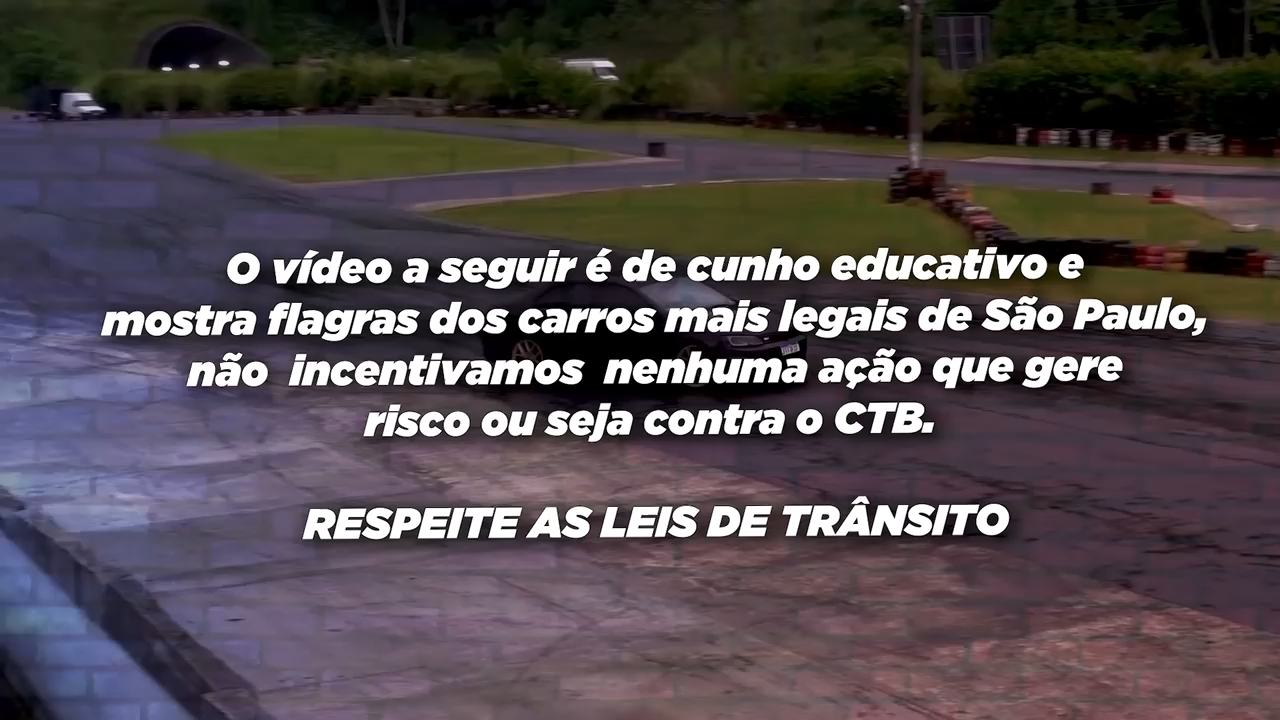 O vídeo a seguir é de cunho educativo e
mostra flagras dos carros mais legais de São Paulo,
não incentivamos nenhuma ação que gere
risco ou seja contra o CTB.
RESPEITE AS LEIS DE TRÂNSITO